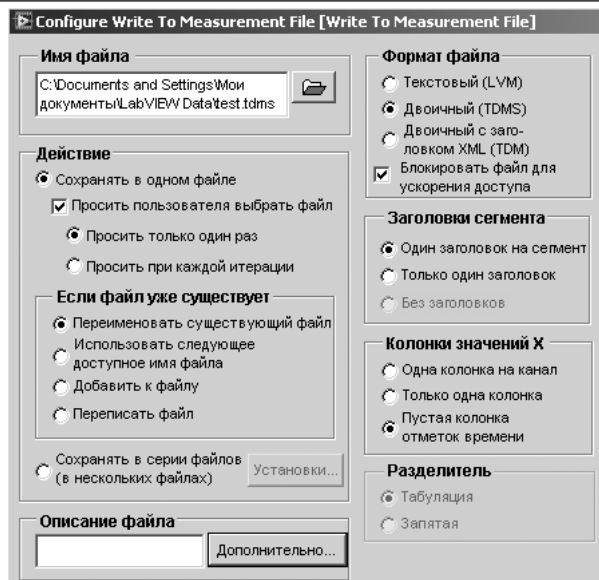 Configure Write To Measurement File [Write To Measurement File]
Имя файла
C:\Documents and Settings\Мои
документы\LabVIEW Data\test.tdms
Действие
Сохранять в одном файле
Просить пользователя выбрать файл
Просить только один раз
Просить при каждой итерации
Если файл уже существует
Переименовать существующий файл
Использовать следующее
доступное имя файла
Добавить к файлу
Переписать файл
Сохранять в серии файлов
(в нескольких файлах)
Установки...
Описание файла
Дополнительно...
Формат файла
Текстовый (LVM)
Двоичный (TDMS)
Двоичный с заго-
ловком XML (TDM)
Блокировать файл для
ускорения доступа
Заголовки сегмента
Один заголовок на сегмент
Только один заголовок
Без заголовков
Колонки значений X
Одна колонка на канал
Только одна колонка
Пустая колонка
отметок времени
Разделитель
Табуляция
Запятая